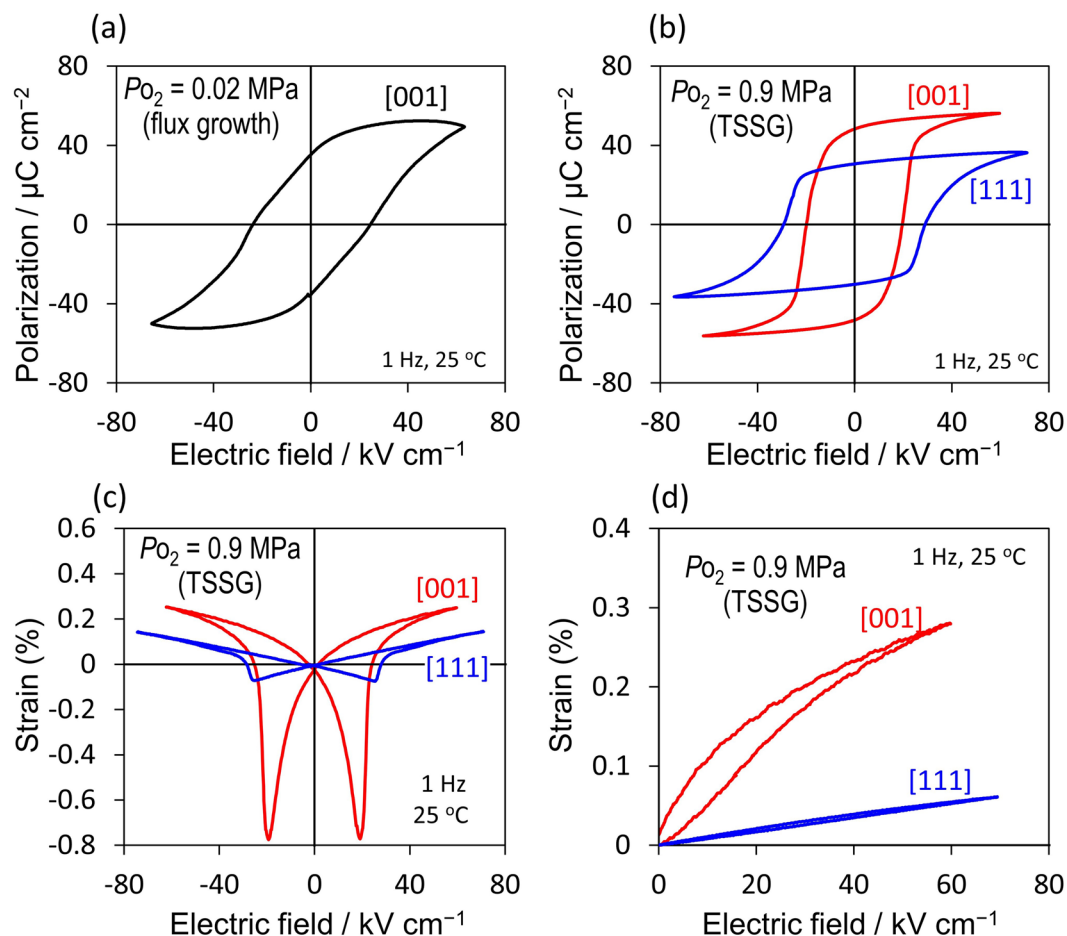 (a)
80
40
0
-40
-80
Polarization / μC cm⁻²
Po₂ = 0.02 MPa
(flux growth)
[001]
1 Hz, 25 °C
-80 -40 0 40 80
Electric field / kV cm⁻¹
(b)
80
40
0
-40
-80
Polarization / μC cm⁻²
Po₂ = 0.9 MPa
(TSSG)
[001]
[111]
1 Hz, 25 °C
-80 -40 0 40 80
Electric field / kV cm⁻¹
(c)
0.6
0.4
0.2
0
-0.2
-0.4
-0.6
-0.8
Strain (%)
Po₂ = 0.9 MPa
(TSSG)
[001]
[111]
1 Hz
25 °C
-80 -40 0 40 80
Electric field / kV cm⁻¹
(d)
0.4
0.3
0.2
0.1
0
Strain (%)
1 Hz, 25 °C
Po₂ = 0.9 MPa
(TSSG)
[001]
[111]
0 20 40 60 80
Electric field / kV cm⁻¹